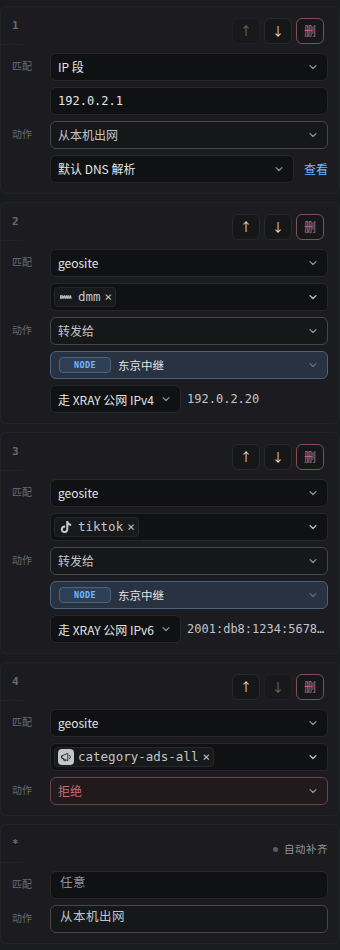 1 ↑ ↓ 删
匹配 IP 段
192.0.2.1
动作 从本机出网
默认 DNS 解析 查看
2 ↑ ↓ 删
匹配 geosite
dmm ×
动作 转发给
NODE 东京中继
走 XRAY 公网 IPv4 192.0.2.20
3 ↑ ↓ 删
匹配 geosite
tiktok ×
动作 转发给
NODE 东京中继
走 XRAY 公网 IPv6 2001:db8:1234:5678…
4 ↑ ↓ 删
匹配 geosite
category-ads-all ×
动作 拒绝
* 自动补齐
匹配 任意
动作 从本机出网